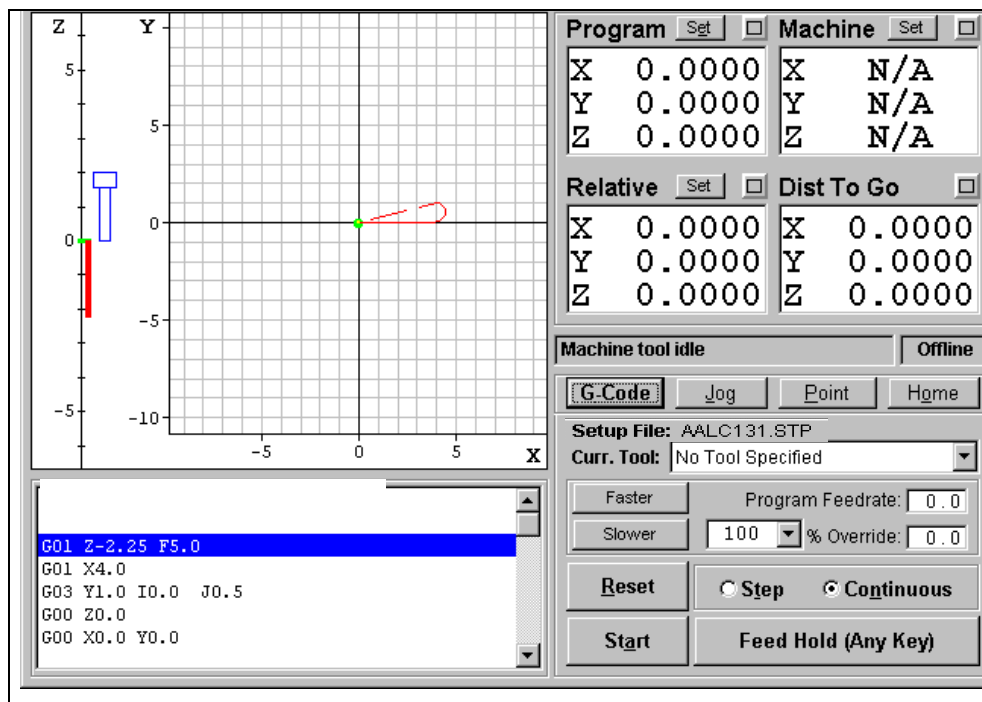 Z
Y
5
0
-5
5
0
-5
-10
-5
0
5
X
G01 Z-2.25 F5.0
G01 X4.0
G03 Y1.0 I0.0 J0.5
G00 Z0.0
G00 X0.0 Y0.0
Program Set
X 0.0000
Y 0.0000
Z 0.0000
Machine Set
X N/A
Y N/A
Z N/A
Relative Set
X 0.0000
Y 0.0000
Z 0.0000
Dist To Go
X 0.0000
Y 0.0000
Z 0.0000
Machine tool idle
Offline
G-Code Jog Point Home
Setup File: AALC131.STP
Curr. Tool: No Tool Specified
Faster
Program Feedrate: 0.0
Slower
100 % Override: 0.0
Reset
Step Continuous
Start
Feed Hold (Any Key)